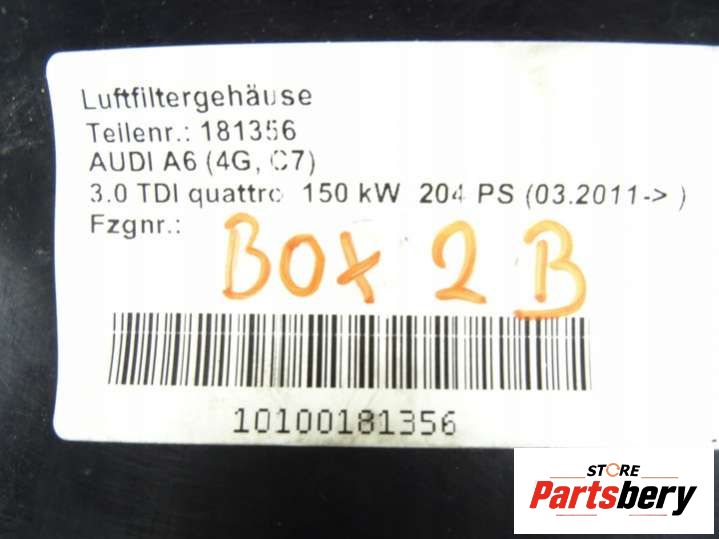 Luftfiltergehäuse
Teilenr.: 181356
AUDI A6 (4G, C7)
3.0 TDI quattro 150 kW 204 PS (03.2011-> )
Fzgnr.:
BOX 2 B
10100181356
STORE
Partsbery